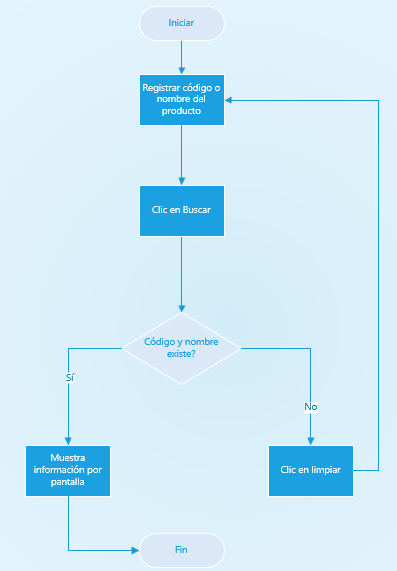 Iniciar
Registrar código o
nombre del
producto
Clic en Buscar
Código y nombre
existe?
Sí
No
Muestra
información por
pantalla
Clic en limpiar
Fin